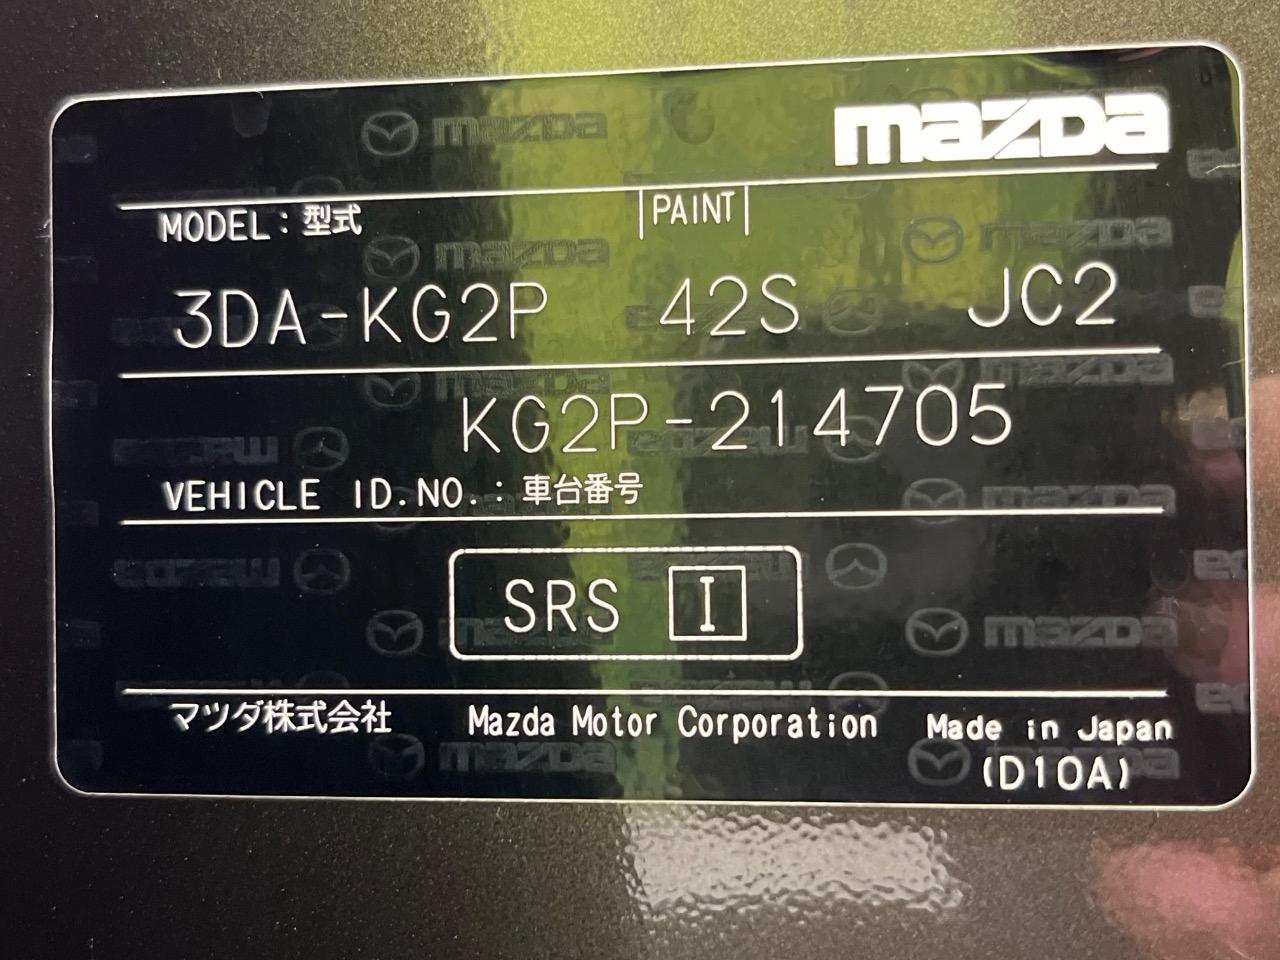 mazda
MODEL：型式 PAINT
3DA-KG2P 42S JC2
KG2P-214705
VEHICLE ID.NO.：車台番号
SRS I
マツダ株式会社 Mazda Motor Corporation Made in Japan
(D10A)